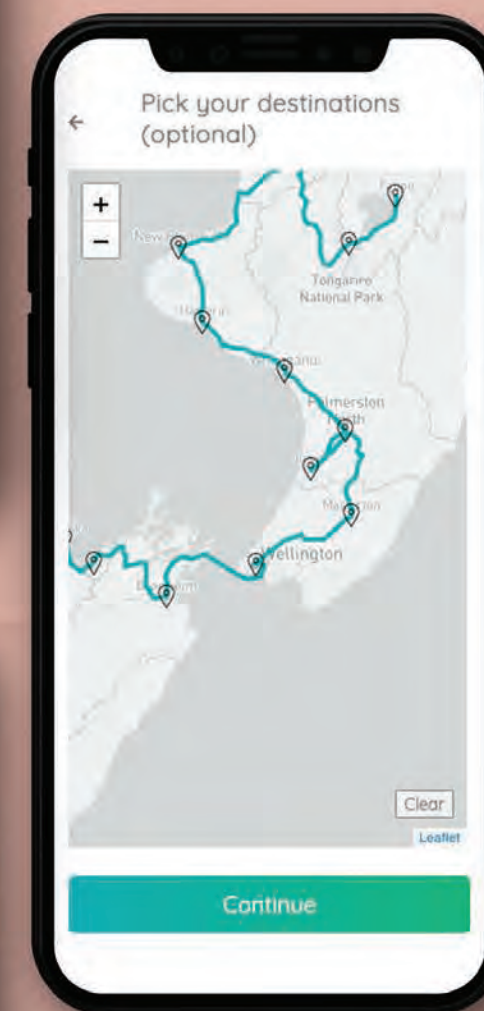 Pick your destinations
(optional)
+
−
Tongariro
National Park
Palmerston
North
Wellington
Clear
Leaflet
Continue